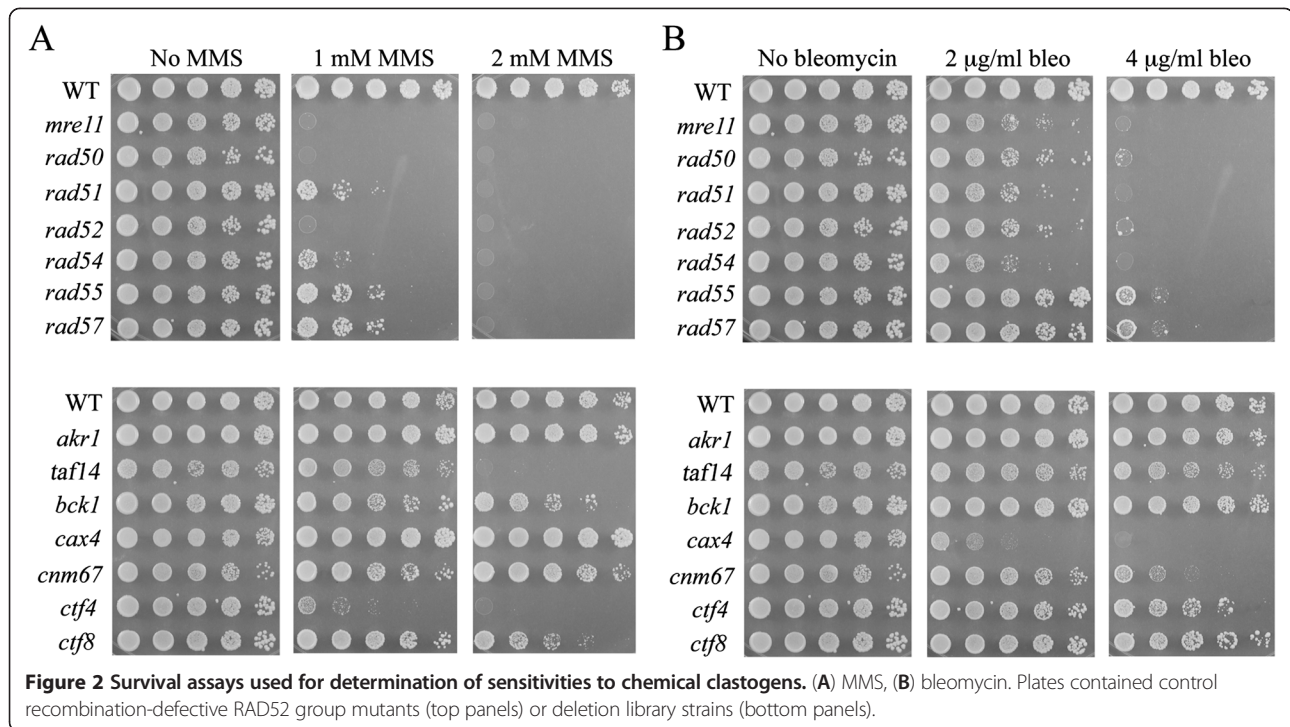 A
B
No MMS 1 mM MMS 2 mM MMS
No bleomycin 2 μg/ml bleo 4 μg/ml bleo
WT
mre11
rad50
rad51
rad52
rad54
rad55
rad57
WT
mre11
rad50
rad51
rad52
rad54
rad55
rad57
WT
akr1
taf14
bck1
cax4
cnm67
ctf4
ctf8
WT
akr1
taf14
bck1
cax4
cnm67
ctf4
ctf8
Figure 2 Survival assays used for determination of sensitivities to chemical clastogens. (A) MMS, (B) bleomycin. Plates contained control
recombination-defective RAD52 group mutants (top panels) or deletion library strains (bottom panels).